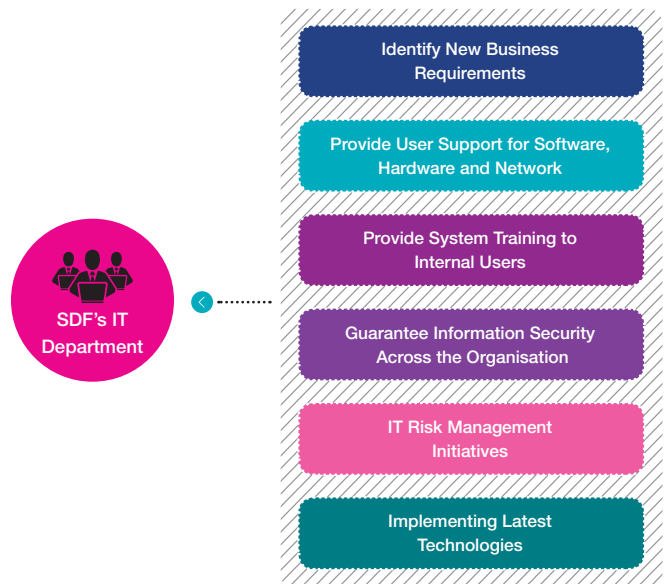 Identify New Business
Requirements
Provide User Support for Software,
Hardware and Network
Provide System Training to
Internal Users
SDF's IT
Department
Guarantee Information Security
Across the Organisation
IT Risk Management
Initiatives
Implementing Latest
Technologies